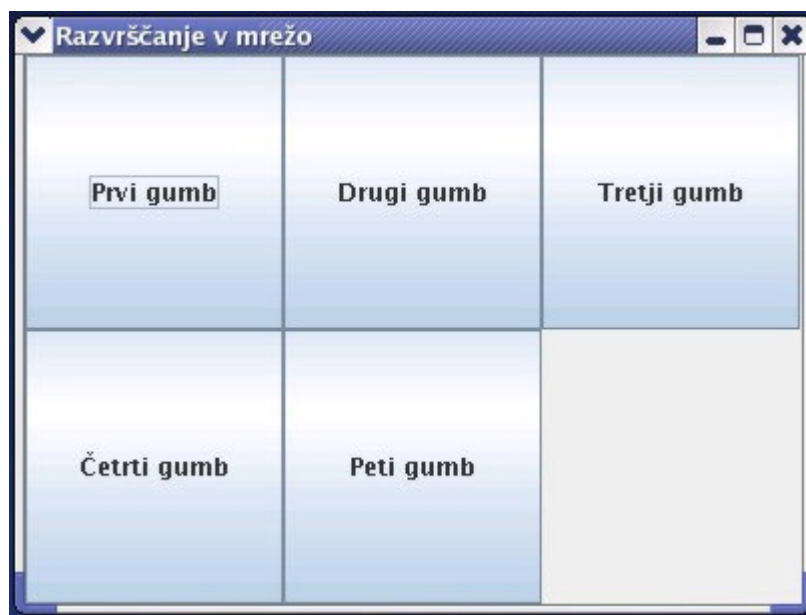 Razvrščanje v mrežo
Prvi gumb
Drugi gumb
Tretji gumb
Četrti gumb
Peti gumb